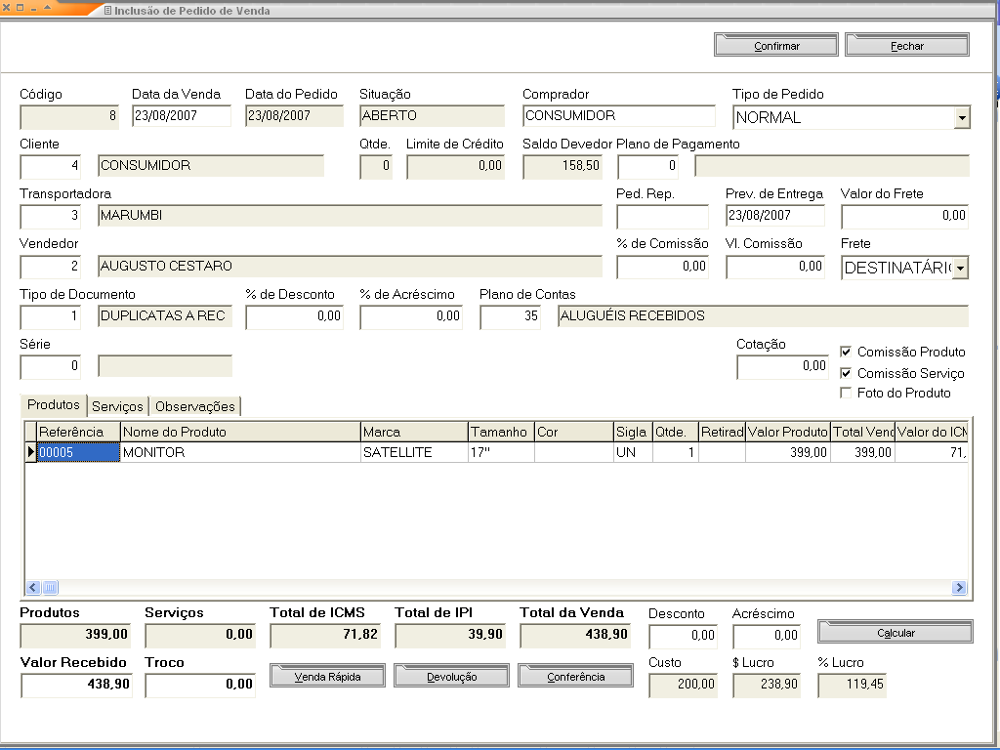 Inclusão de Pedido de Venda
Confirmar Fechar
Código Data da Venda Data do Pedido Situação Comprador Tipo de Pedido
8 23/08/2007 23/08/2007 ABERTO CONSUMIDOR NORMAL
Cliente Qtde. Limite de Crédito Saldo Devedor Plano de Pagamento
4 CONSUMIDOR 0 0,00 158,50 0
Transportadora Ped. Rep. Prev. de Entrega Valor do Frete
3 MARUMBI 23/08/2007 0,00
Vendedor % de Comissão Vl. Comissão Frete
2 AUGUSTO CESTARO 0,00 0,00 DESTINATÁRI
Tipo de Documento % de Desconto % de Acréscimo Plano de Contas
1 DUPLICATAS A REC 0,00 0,00 35 ALUGUÉIS RECEBIDOS
Série Cotação
0 0,00
Comissão Produto
Comissão Serviço
Foto do Produto
Produtos Serviços Observações
Referência Nome do Produto Marca Tamanho Cor Sigla Qtde. Retirad Valor Produto Total Vend Valor do ICM
00005 MONITOR SATELLITE 17" UN 1 399,00 399,00 71,
Produtos Serviços Total de ICMS Total de IPI Total da Venda Desconto Acréscimo
399,00 0,00 71,82 39,90 438,90 0,00 0,00 Calcular
Valor Recebido Troco Custo $ Lucro % Lucro
438,90 0,00 Venda Rápida Devolução Conferência 200,00 238,90 119,45